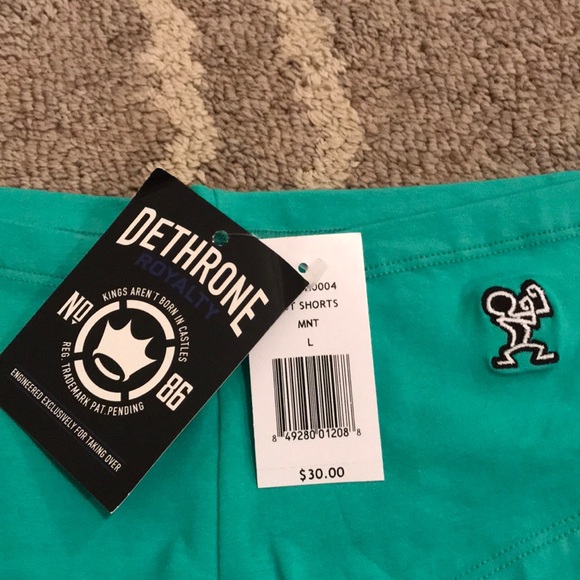 DETHRONE
ROYALTY
KINGS AREN'T BORN IN CASTLES
NO 86
REG. TRADEMARK PAT. PENDING
ENGINEERED EXCLUSIVELY FOR TAKING OVER
0004
T SHORTS
MNT
L
8 49280 01208 8
$30.00